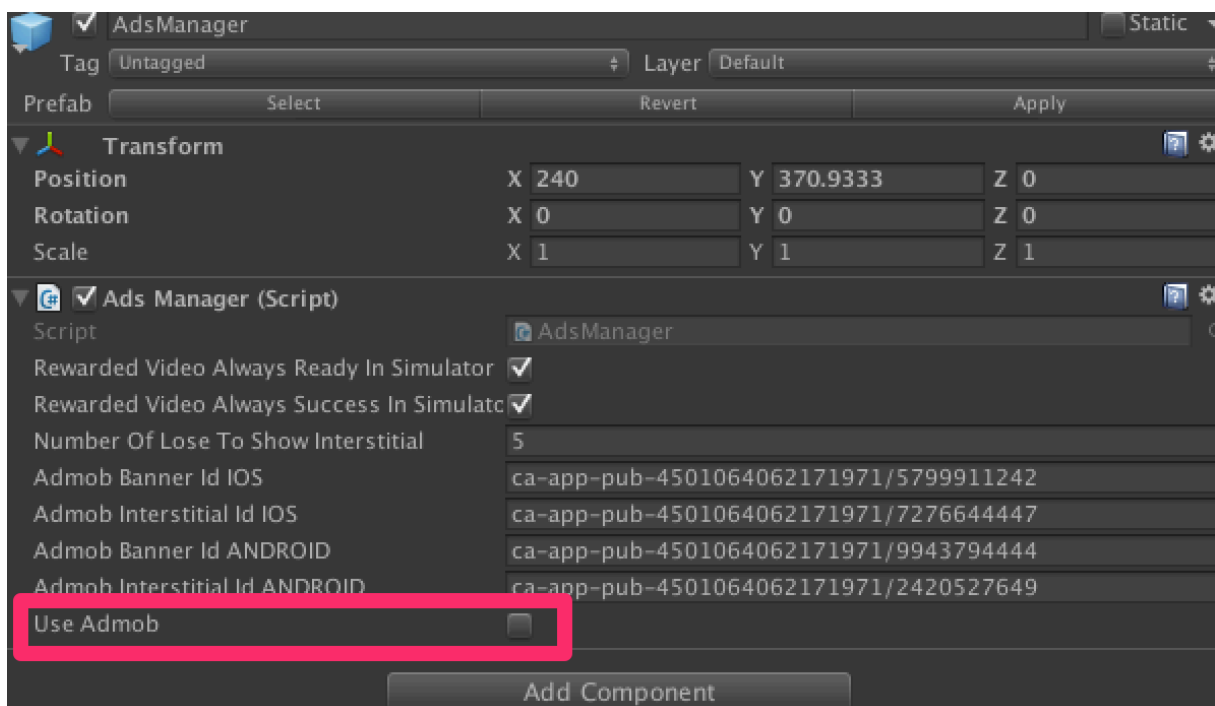 AdsManager Static
Tag Untagged Layer Default
Prefab Select Revert Apply
Transform
Position X 240 Y 370.9333 Z 0
Rotation X 0 Y 0 Z 0
Scale X 1 Y 1 Z 1
Ads Manager (Script)
Script AdsManager
Rewarded Video Always Ready In Simulator
Rewarded Video Always Success In Simulato
Number Of Lose To Show Interstitial 5
Admob Banner Id IOS ca-app-pub-4501064062171971/5799911242
Admob Interstitial Id IOS ca-app-pub-4501064062171971/7276644447
Admob Banner Id ANDROID ca-app-pub-4501064062171971/9943794444
Admob Interstitial Id ANDROID ca-app-pub-4501064062171971/2420527649
Use Admob
Add Component